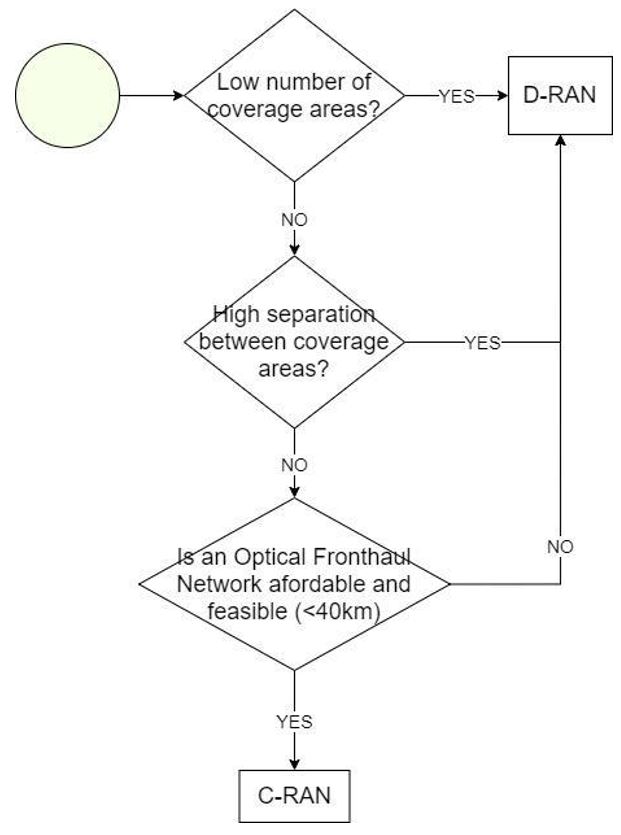 Low number of
coverage areas?
YES
D-RAN
NO
High separation
between coverage
areas?
YES
NO
Is an Optical Fronthaul
Network afordable and
feasible (<40km)
NO
YES
C-RAN